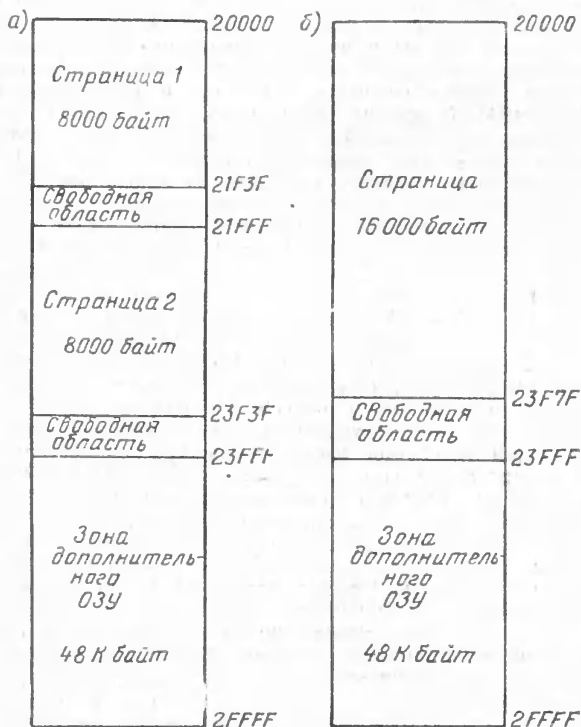 а)
20000
Страница 1
8000 байт
21F3F
Свободная
область
21FFF
Страница 2
8000 байт
23F3F
Свободная
область
23FFF
Зона
дополнитель-
ного
ОЗУ
48 К байт
2FFFF
б)
20000
Страница
16 000 байт
23F7F
Свободная
область
23FFF
Зона
дополнитель-
ного
ОЗУ
48 К байт
2FFFF